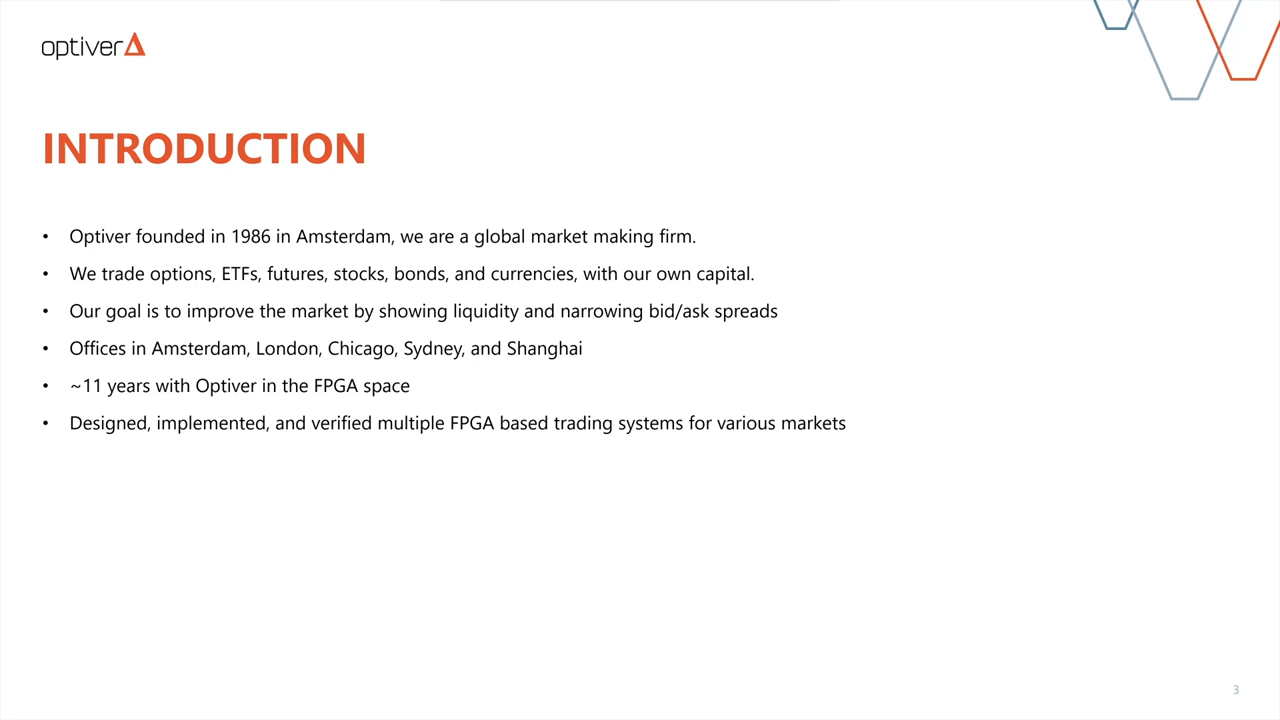 optiver
INTRODUCTION
• Optiver founded in 1986 in Amsterdam, we are a global market making firm.
• We trade options, ETFs, futures, stocks, bonds, and currencies, with our own capital.
• Our goal is to improve the market by showing liquidity and narrowing bid/ask spreads
• Offices in Amsterdam, London, Chicago, Sydney, and Shanghai
• ~11 years with Optiver in the FPGA space
• Designed, implemented, and verified multiple FPGA based trading systems for various markets
3